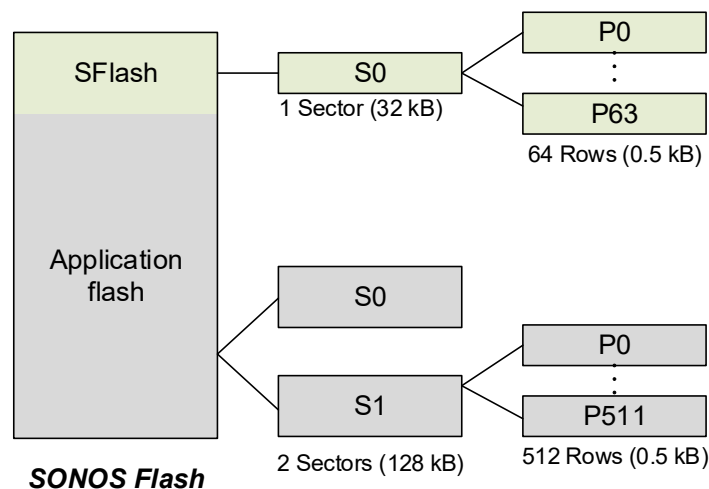 SFlash
S0
1 Sector (32 kB)
P0
P63
64 Rows (0.5 kB)
Application
flash
S0
S1
2 Sectors (128 kB)
P0
P511
512 Rows (0.5 kB)
SONOS Flash